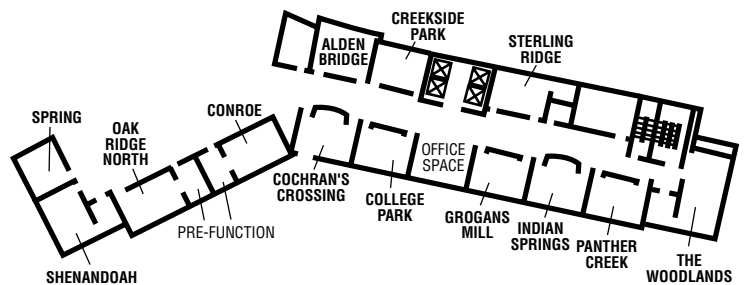 CREEKSIDE
PARK
ALDEN
BRIDGE
STERLING
RIDGE
SPRING
OAK
RIDGE
NORTH
CONROE
OFFICE
SPACE
COCHRAN'S
CROSSING
COLLEGE
PARK
GROGANS
MILL
INDIAN
SPRINGS
PANTHER
CREEK
THE
WOODLANDS
PRE-FUNCTION
SHENANDOAH